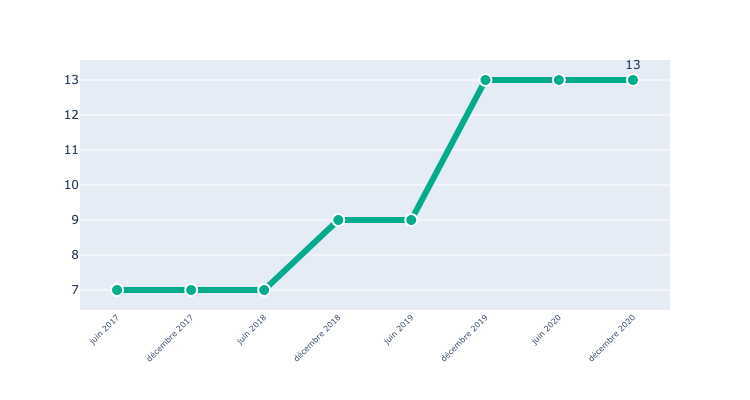 13
13
12
11
10
9
8
7
juin 2017
décembre 2017
juin 2018
décembre 2018
juin 2019
décembre 2019
juin 2020
décembre 2020